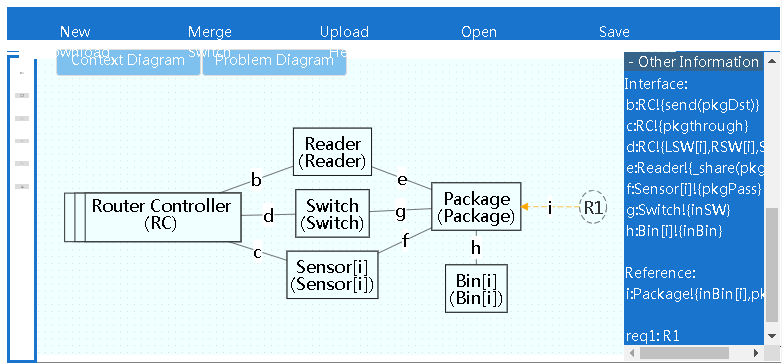 New Merge Upload Open Save
ownload Switch He
Context Diagram Problem Diagram
- Other Information
Interface:
b:RC!{send(pkgDst)}
c:RC!{pkgthrough}
d:RC!{LSW[i],RSW[i],S
e:Reader!{_share(pkg
f:Sensor[i]!{pkgPass}
g:Switch!{inSW}
h:Bin[i]!{inBin}
Reference:
i:Package!{inBin[i],pk
req1: R1
Reader
(Reader)
b
e
Router Controller
(RC)
d
Switch
(Switch)
g
Package
(Package)
i
R1
c
f
h
Sensor[i]
(Sensor[i])
Bin[i]
(Bin[i])